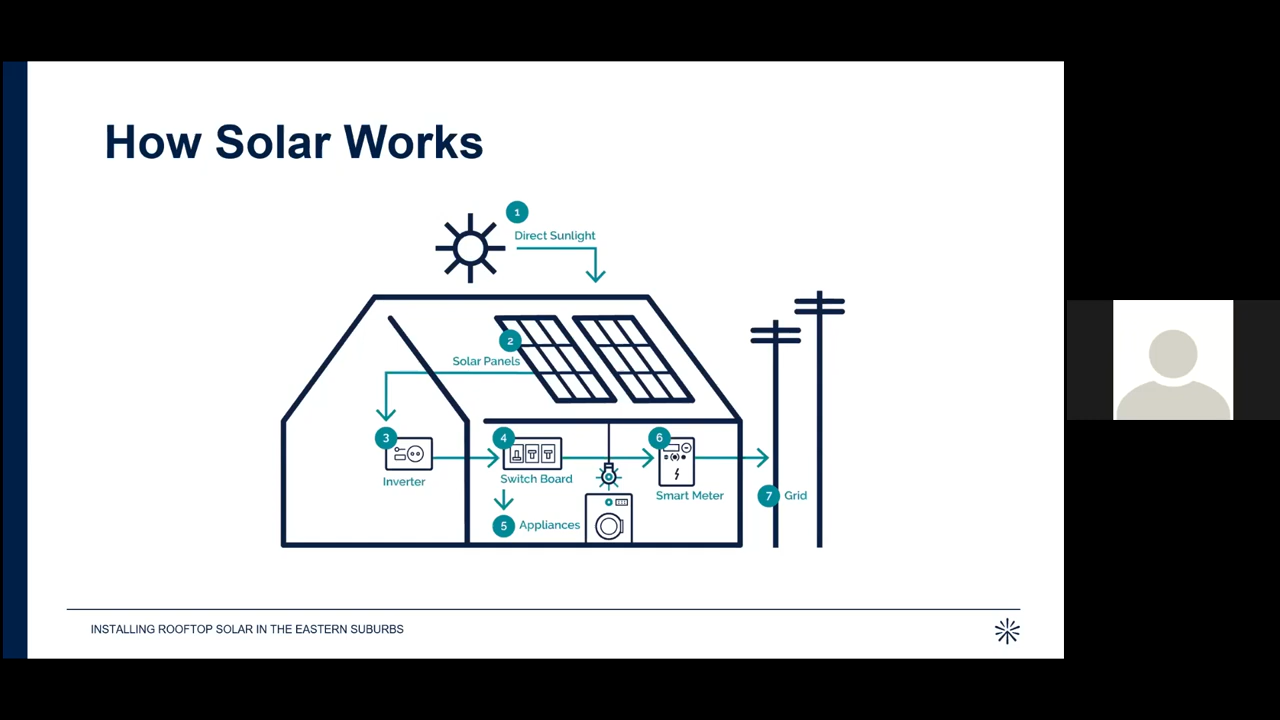 How Solar Works
1
Direct Sunlight
2
Solar Panels
3
Inverter
4
Switch Board
5 Appliances
6
Smart Meter
7 Grid
INSTALLING ROOFTOP SOLAR IN THE EASTERN SUBURBS